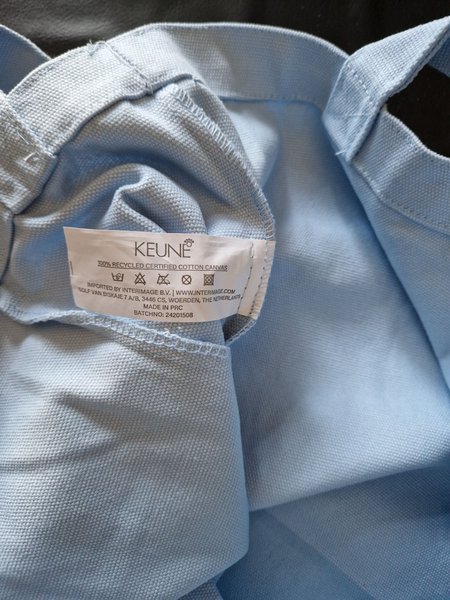 KEUNE
100% RECYCLED CERTIFIED COTTON CANVAS
IMPORTED BY INTERIMAGE B.V. | WWW.INTERIMAGE.COM
GOLF VAN BISKAJE 7 A/B, 3446 CS, WOERDEN, THE NETHERLANDS
MADE IN PRC
BATCHNO: 24201508